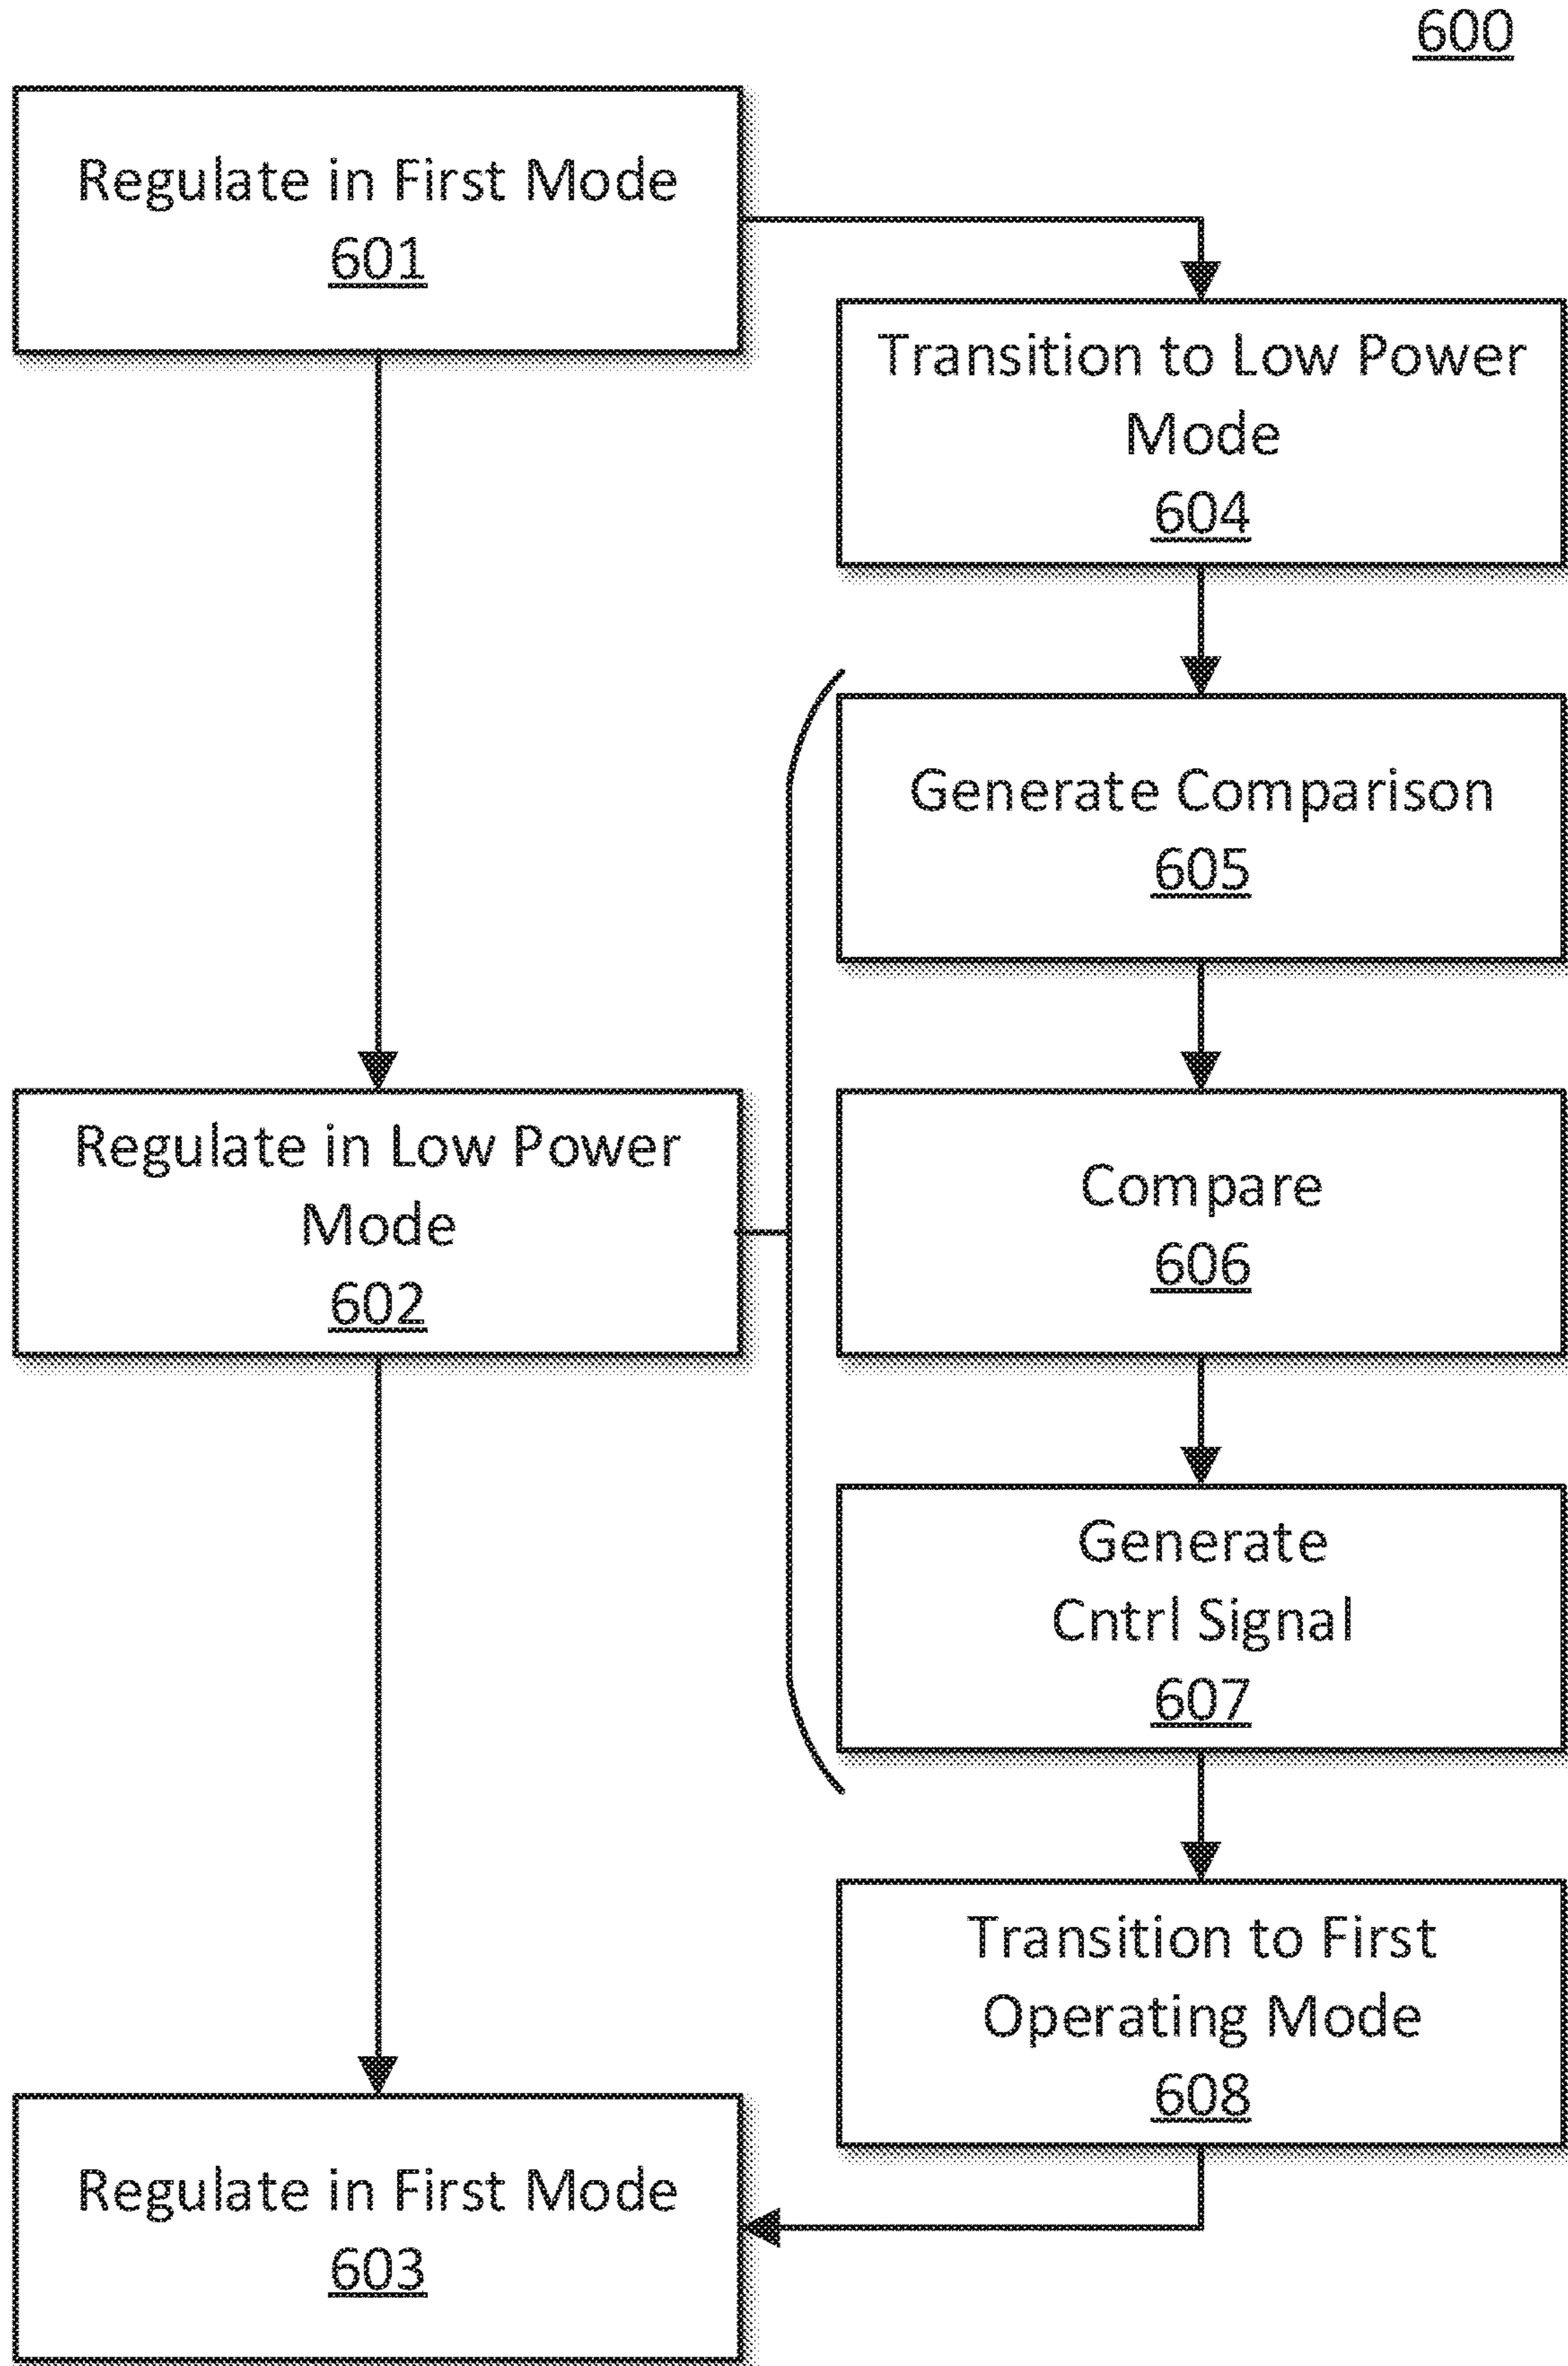 600
Regulate in First Mode
601
Transition to Low Power
Mode
604
Generate Comparison
605
Regulate in Low Power
Mode
602
Compare
606
Generate
Cntrl Signal
607
Transition to First
Operating Mode
608
Regulate in First Mode
603